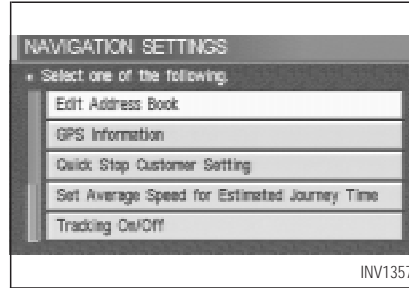 NAVIGATION SETTINGS
Select one of the following.
Edit Address Book
GPS Information
Quick Stop Customer Setting
Set Average Speed for Estimated Journey Time
Tracking On/Off
INV1357